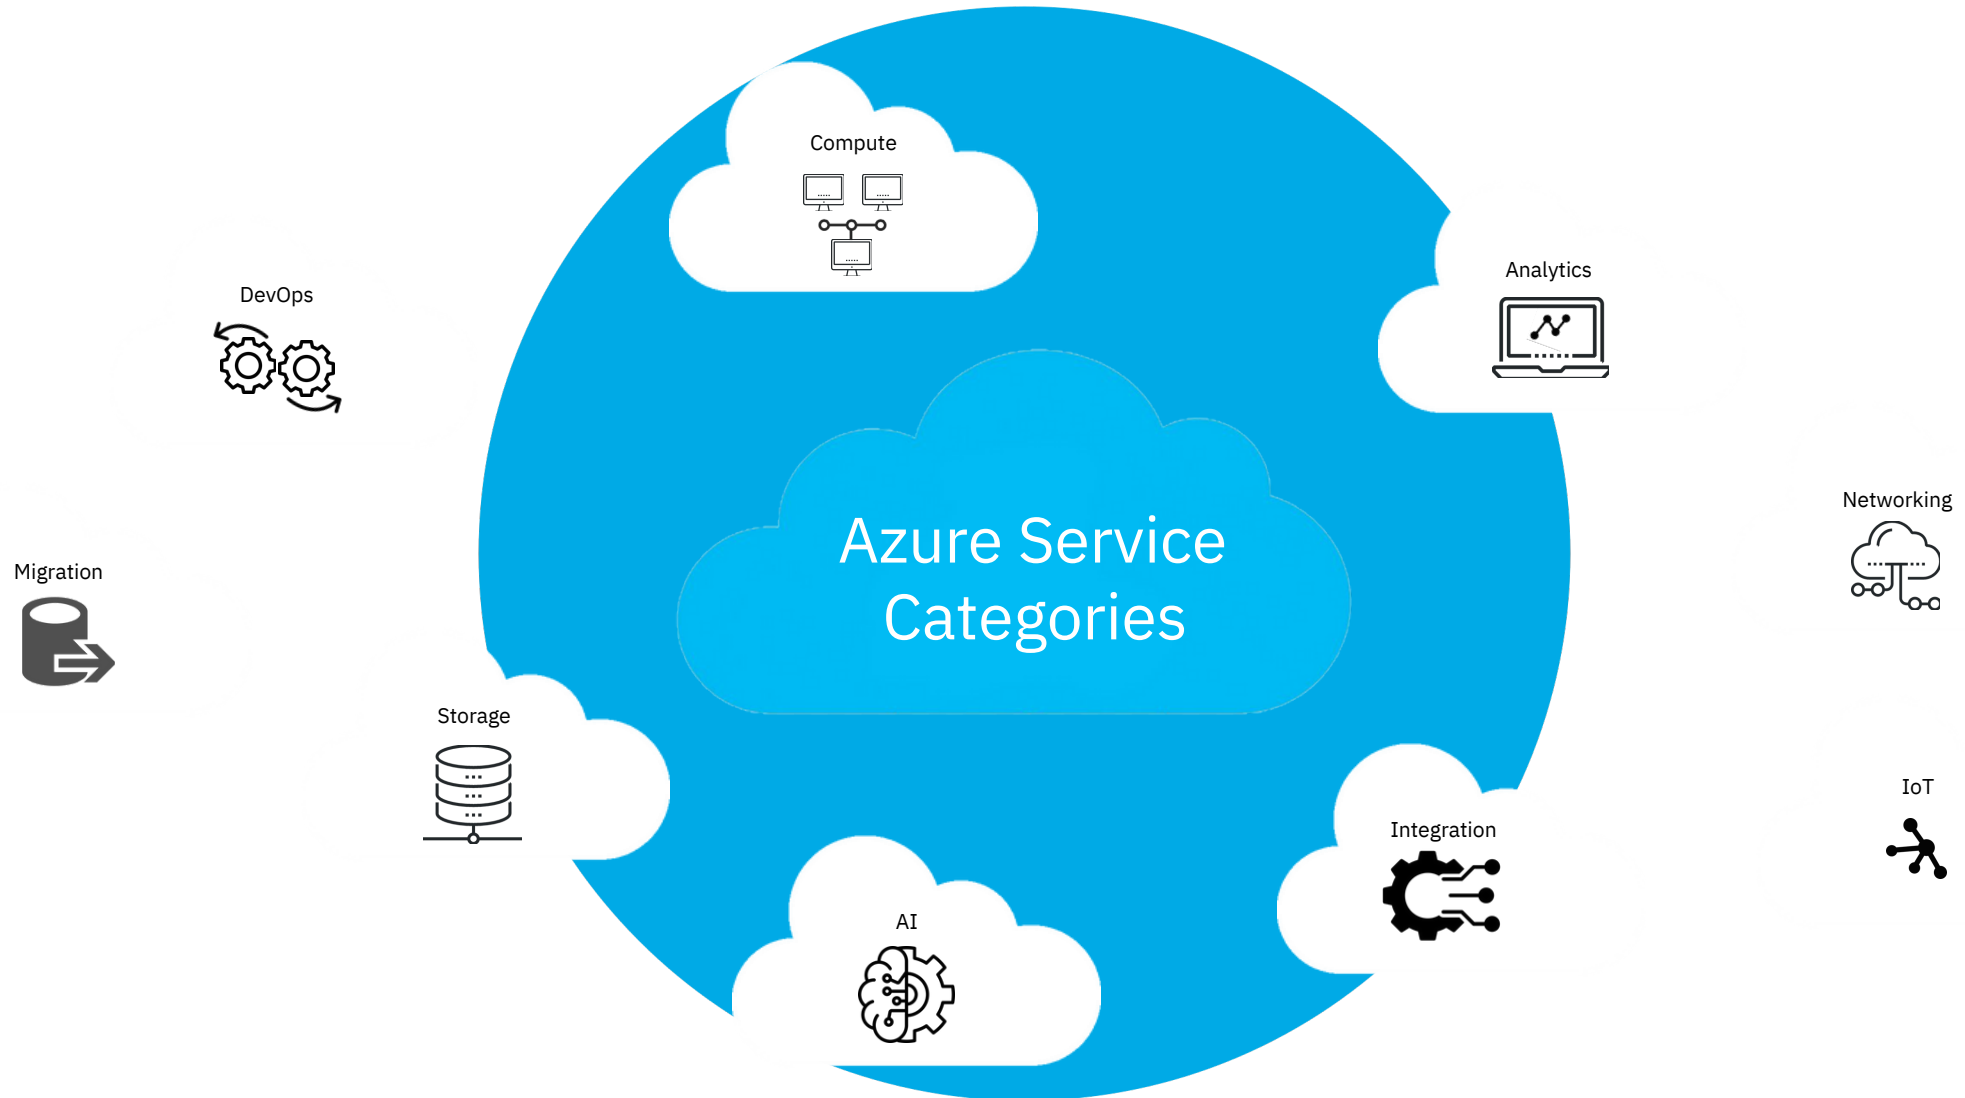 Compute
Analytics
DevOps
Networking
Azure Service
Categories
Migration
Storage
IoT
Integration
AI